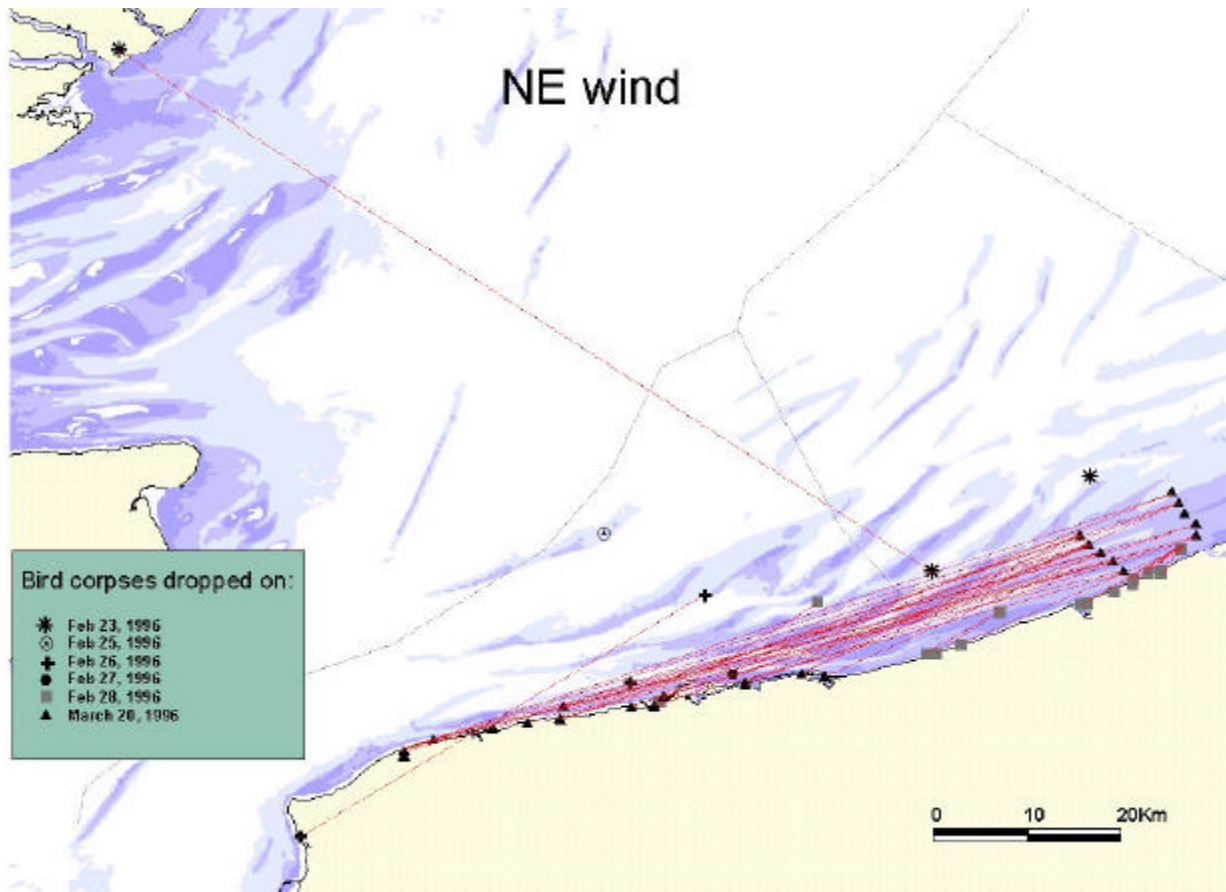 NE wind
Bird corpses dropped on:
Feb 23, 1996
Feb 25, 1996
Feb 26, 1996
Feb 27, 1996
Feb 28, 1996
March 20, 1996
0 10 20Km